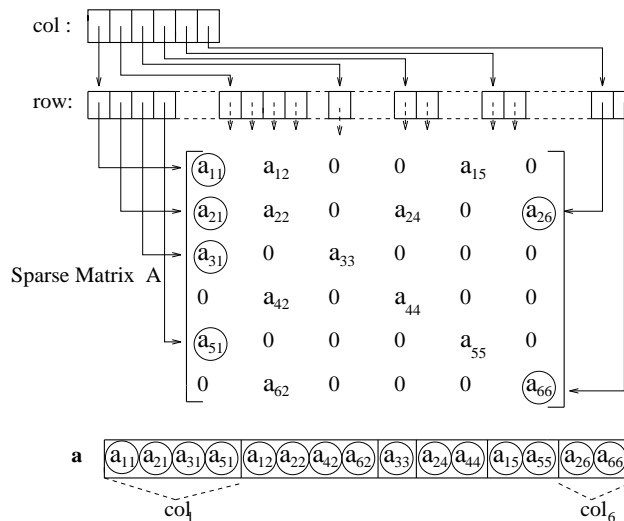 col :
row:
a11 a12 0 0 a15 0
a21 a22 0 a24 0 a26
a31 0 a33 0 0 0
Sparse Matrix A
0 a42 0 a44 0 0
a51 0 0 0 a55 0
0 a62 0 0 0 a66
a a11 a21 a31 a51 a12 a22 a42 a62 a33 a24 a44 a15 a55 a26 a66
col1 col6